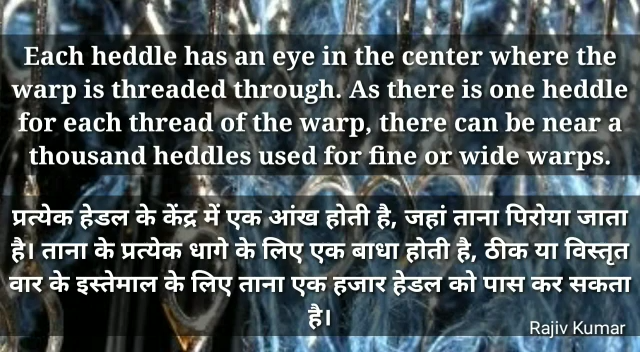 Each heddle has an eye in the center where the
warp is threaded through. As there is one heddle
for each thread of the warp, there can be near a
thousand heddles used for fine or wide warps.
प्रत्येक हेडल के केंद्र में एक आंख होती है, जहां ताना पिरोया जाता
है। ताना के प्रत्येक धागे के लिए एक बाधा होती है, ठीक या विस्तृत
वार के इस्तेमाल के लिए ताना एक हजार हेडल को पास कर सकता
है।
Rajiv Kumar